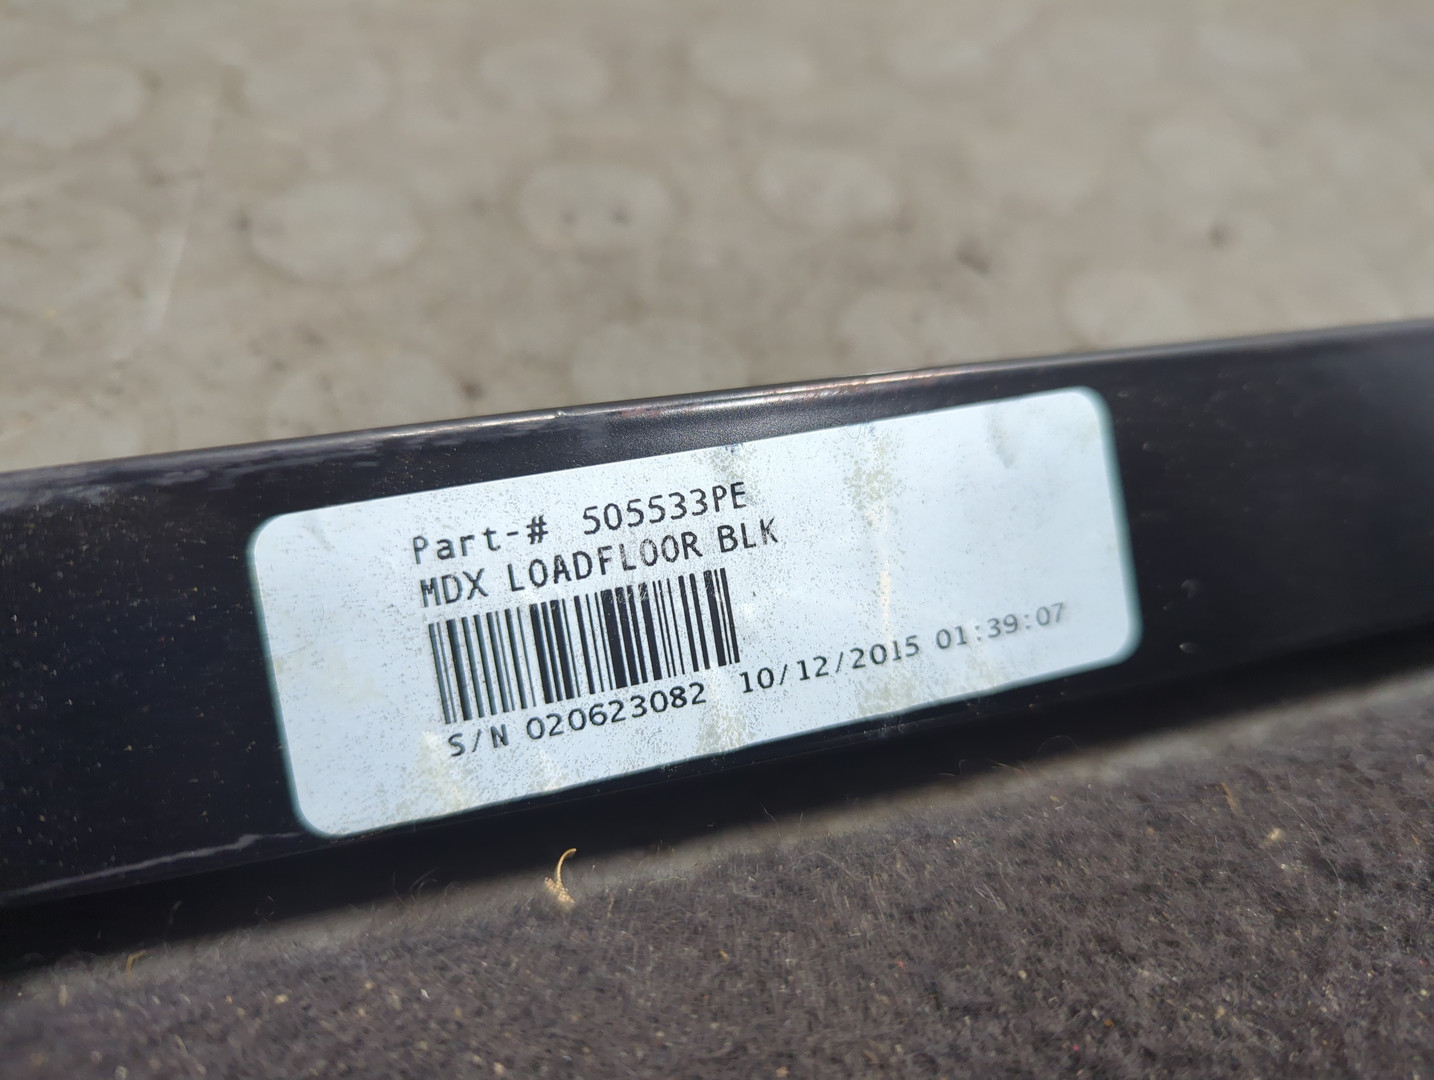 Part-# 505533PE
MDX LOADFLOOR BLK
S/N 020623082 10/12/2015 01:39:07